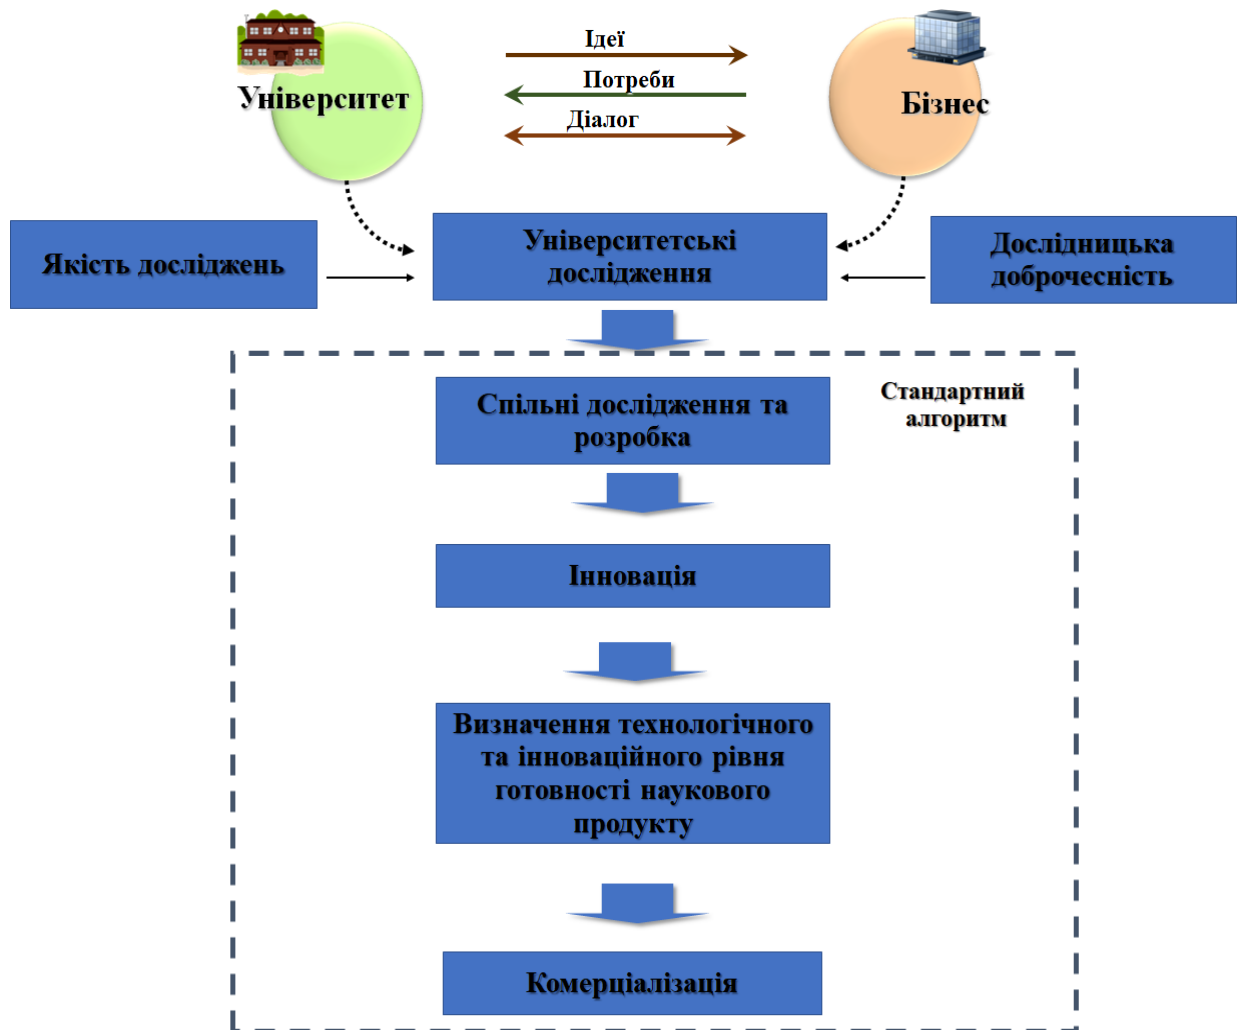 Ідеї
Університет
Потреби
Бізнес
Діалог
Якість досліджень
Університетські
дослідження
Дослідницька
доброчесність
Стандартний
алгоритм
Спільні дослідження та
розробка
Інновація
Визначення технологічного
та інноваційного рівня
готовності наукового
продукту
Комерціалізація